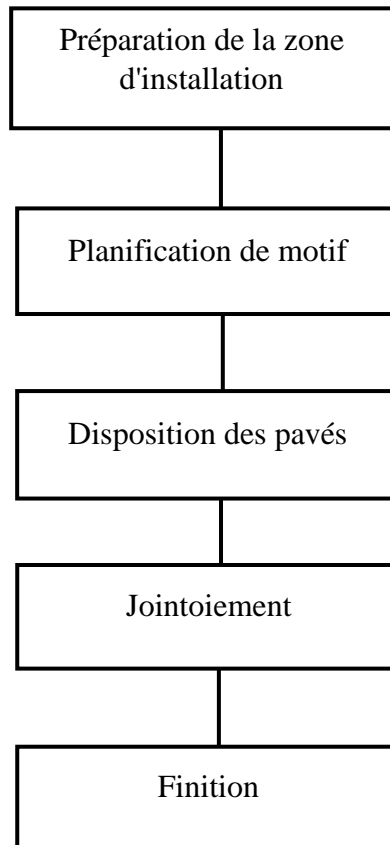 Préparation de la zone
d'installation
Planification de motif
Disposition des pavés
Jointoiement
Finition